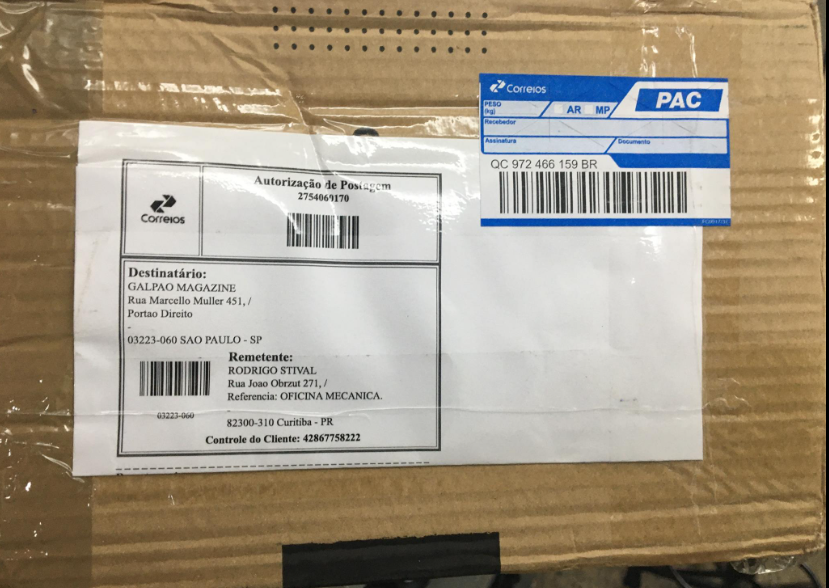 Correios
PAC
PESO
(kg)
AR MP
Recebedor
Assinatura
Documento
QC 972 466 159 BR
Correios
Autorização de Postagem
2754060170
Destinatário:
GALPAO MAGAZINE
Rua Marcello Muller 451, /
Portao Direito
-
03223-060 SAO PAULO - SP
Remetente:
RODRIGO STIVAL
Rua Joao Obrzut 271, /
Referencia: OFICINA MECANICA.
-
03223-060
82300-310 Curitiba - PR
Controle do Cliente: 42867758222